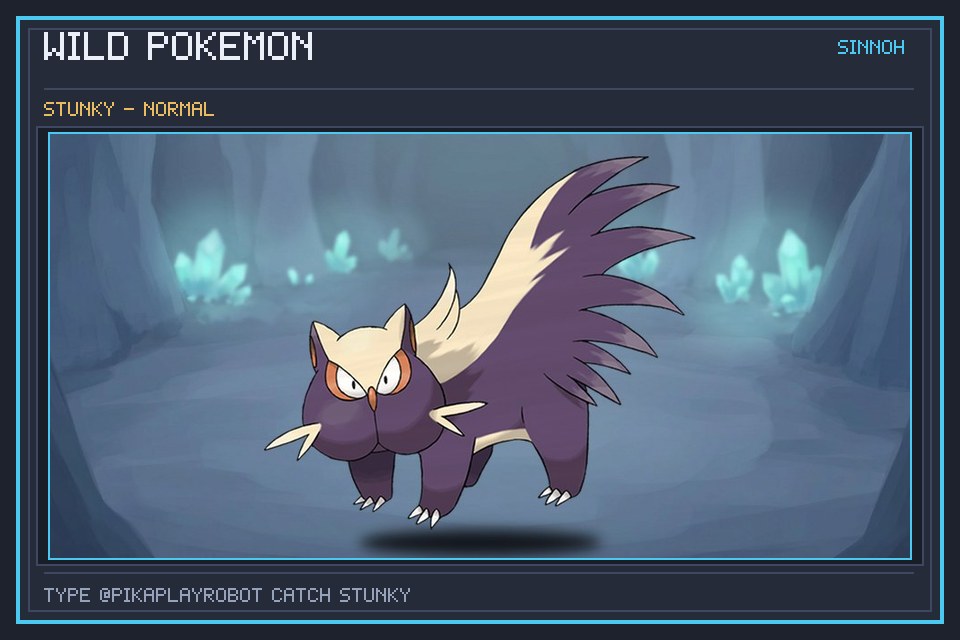 WILD POKEMON
SINNOH
STUNKY - NORMAL
TYPE @PIKAPLAYROBOT CATCH STUNKY